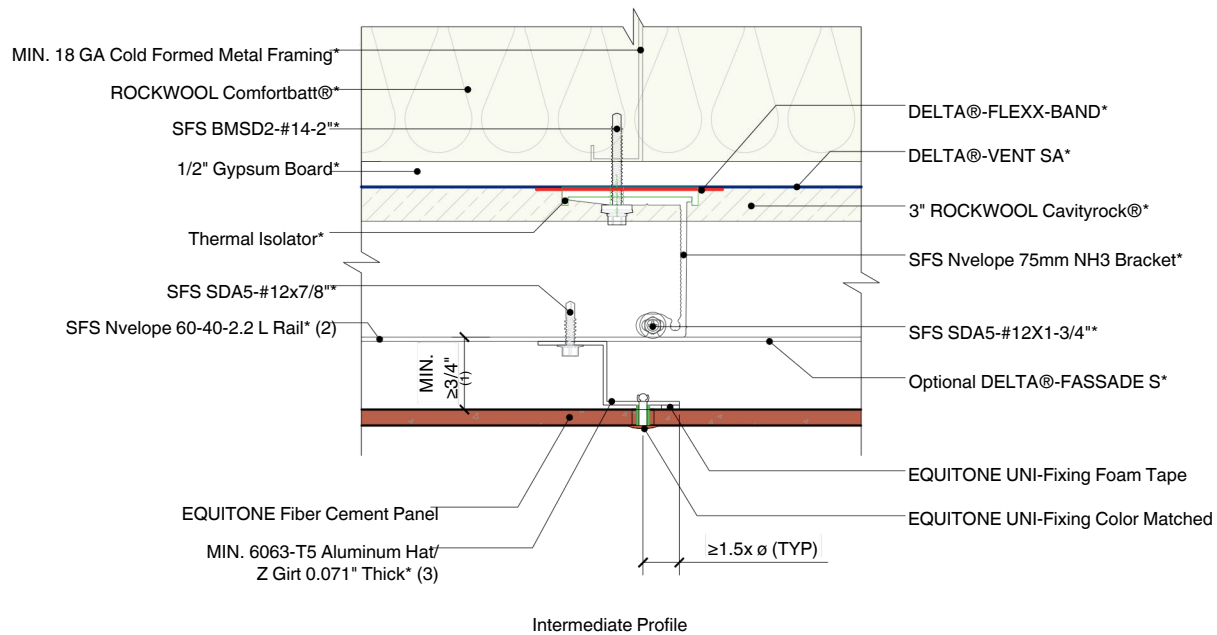 MIN. 18 GA Cold Formed Metal Framing*
ROCKWOOL Comfortbatt®*
SFS BMSD2-#14-2"*
1/2" Gypsum Board*
Thermal Isolator*
SFS SDA5-#12x7/8"*
SFS Nvelope 60-40-2.2 L Rail* (2)
MIN.
≥3/4"
(1)
EQUITONE Fiber Cement Panel
MIN. 6063-T5 Aluminum Hat/
Z Girt 0.071" Thick* (3)
DELTA®-FLEXX-BAND*
DELTA®-VENT SA*
3" ROCKWOOL Cavityrock®*
SFS Nvelope 75mm NH3 Bracket*
SFS SDA5-#12X1-3/4"*
Optional DELTA®-FASSADE S*
EQUITONE UNI-Fixing Foam Tape
EQUITONE UNI-Fixing Color Matched
≥1.5x ø (TYP)
Intermediate Profile